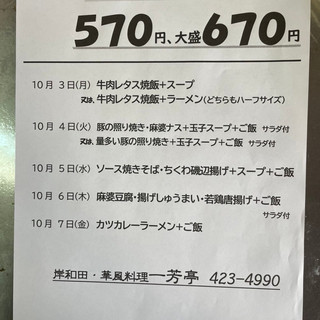 570円、大盛670円
10月 3日(月) 牛肉レタス焼飯+スープ
又は、牛肉レタス焼飯+ラーメン(どちらもハーフサイズ)
10月 4日(火) 豚の照り焼き・麻婆ナス+玉子スープ+ご飯 サラダ付
又は、量多い豚の照り焼き+玉子スープ+ご飯 サラダ付
10月 5日(水) ソース焼きそば・ちくわ磯辺揚げ+スープ+ご飯
10月 6日(木) 麻婆豆腐・揚げしゅうまい・若鶏唐揚げ+ご飯
サラダ付
10月 7日(金) カツカレーラーメン+ご飯
岸和田・華風料理一芳亭 423-4990